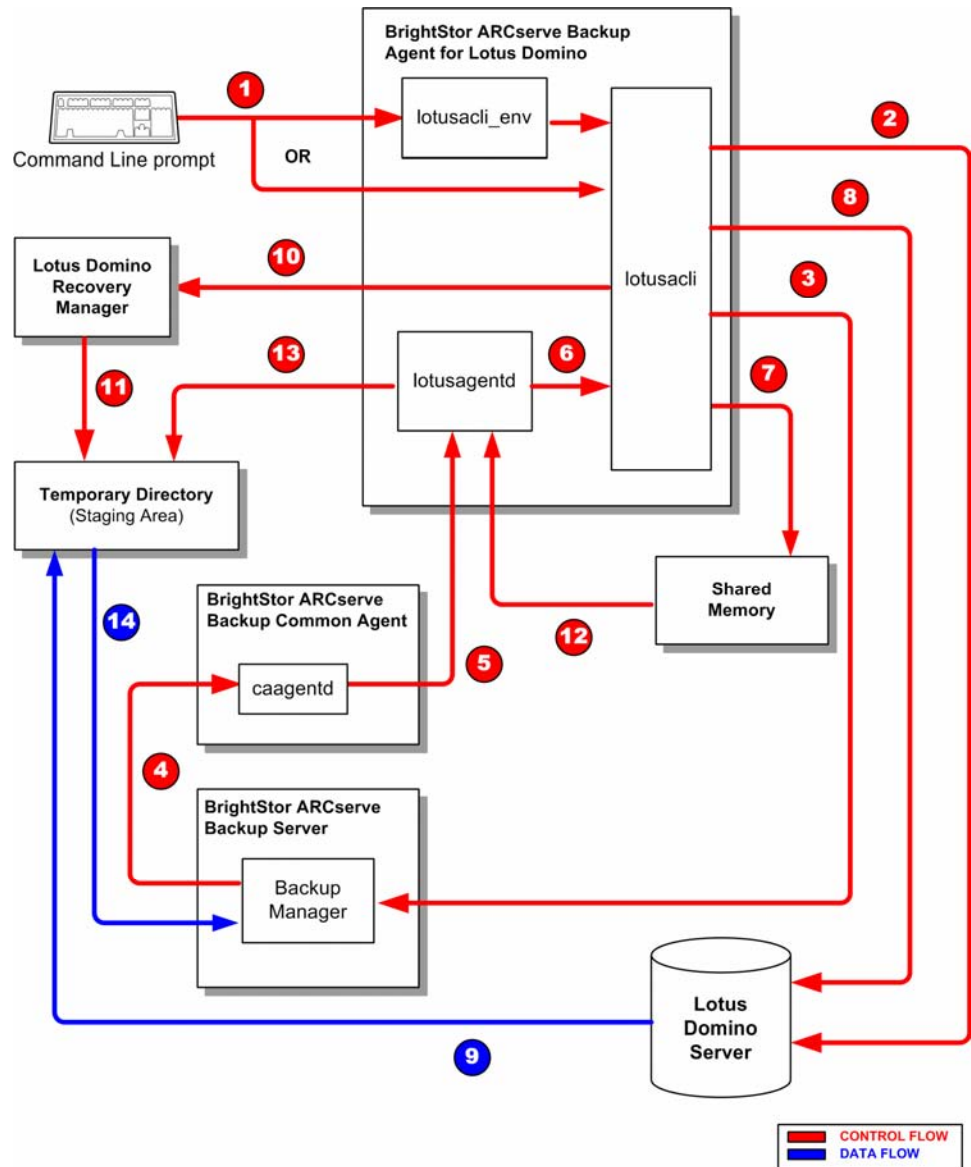 BrightStor ARCserve Backup
Agent for Lotus Domino
1
lotusacli_env
2
Command Line prompt
OR
8
10
Lotus Domino
Recovery
Manager
lotusacli
3
13
6
lotusagentd
7
11
Temporary Directory
(Staging Area)
BrightStor ARCserve
Backup Common Agent
Shared
Memory
14
12
5
caagentd
4
BrightStor ARCserve
Backup Server
Backup
Manager
Lotus
Domino
Server
9
CONTROL FLOW
DATA FLOW